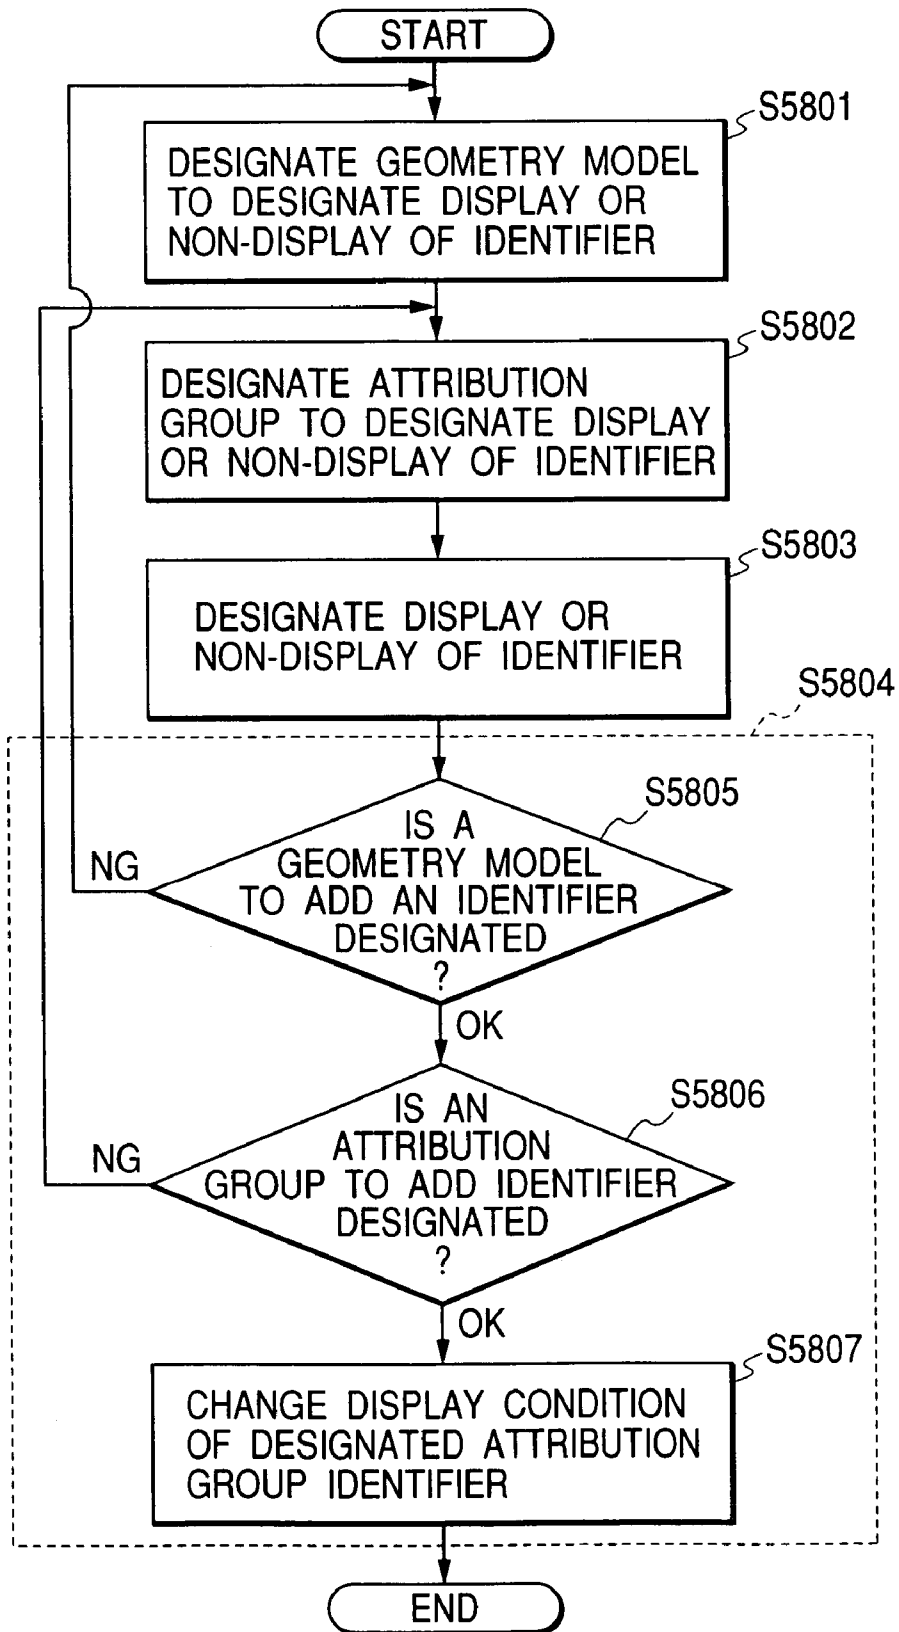 START
S5801
DESIGNATE GEOMETRY MODEL
TO DESIGNATE DISPLAY OR
NON-DISPLAY OF IDENTIFIER
S5802
DESIGNATE ATTRIBUTION
GROUP TO DESIGNATE DISPLAY
OR NON-DISPLAY OF IDENTIFIER
S5803
DESIGNATE DISPLAY OR
NON-DISPLAY OF IDENTIFIER
S5804
S5805
IS A
GEOMETRY MODEL
TO ADD AN IDENTIFIER
DESIGNATED
?
NG
OK
S5806
IS AN
ATTRIBUTION
GROUP TO ADD IDENTIFIER
DESIGNATED
?
NG
OK
S5807
CHANGE DISPLAY CONDITION
OF DESIGNATED ATTRIBUTION
GROUP IDENTIFIER
END